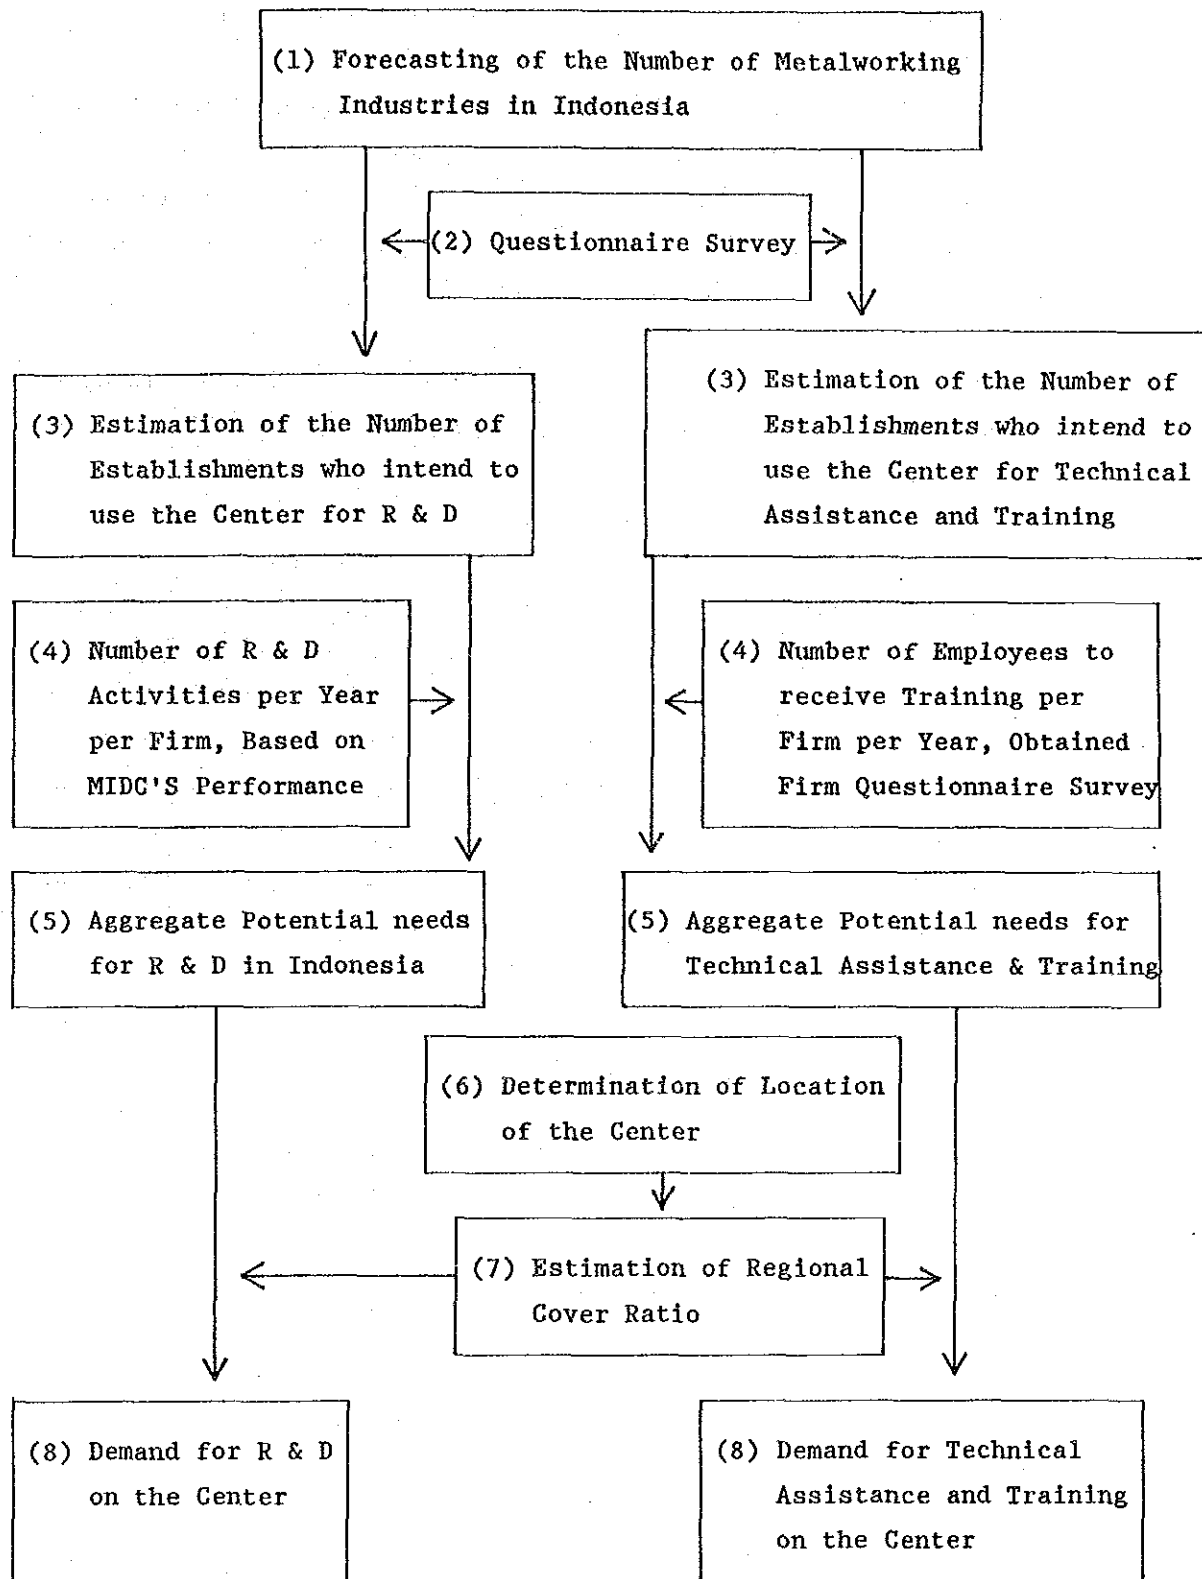 (1) Forecasting of the Number of Metalworking
Industries in Indonesia
(2) Questionnaire Survey
(3) Estimation of the Number of
Establishments who intend to
use the Center for R & D
(3) Estimation of the Number of
Establishments who intend to
use the Center for Technical
Assistance and Training
(4) Number of R & D
Activities per Year
per Firm, Based on
MIDC'S Performance
(4) Number of Employees to
receive Training per
Firm per Year, Obtained
Firm Questionnaire Survey
(5) Aggregate Potential needs
for R & D in Indonesia
(5) Aggregate Potential needs for
Technical Assistance & Training
(6) Determination of Location
of the Center
(7) Estimation of Regional
Cover Ratio
(8) Demand for R & D
on the Center
(8) Demand for Technical
Assistance and Training
on the Center